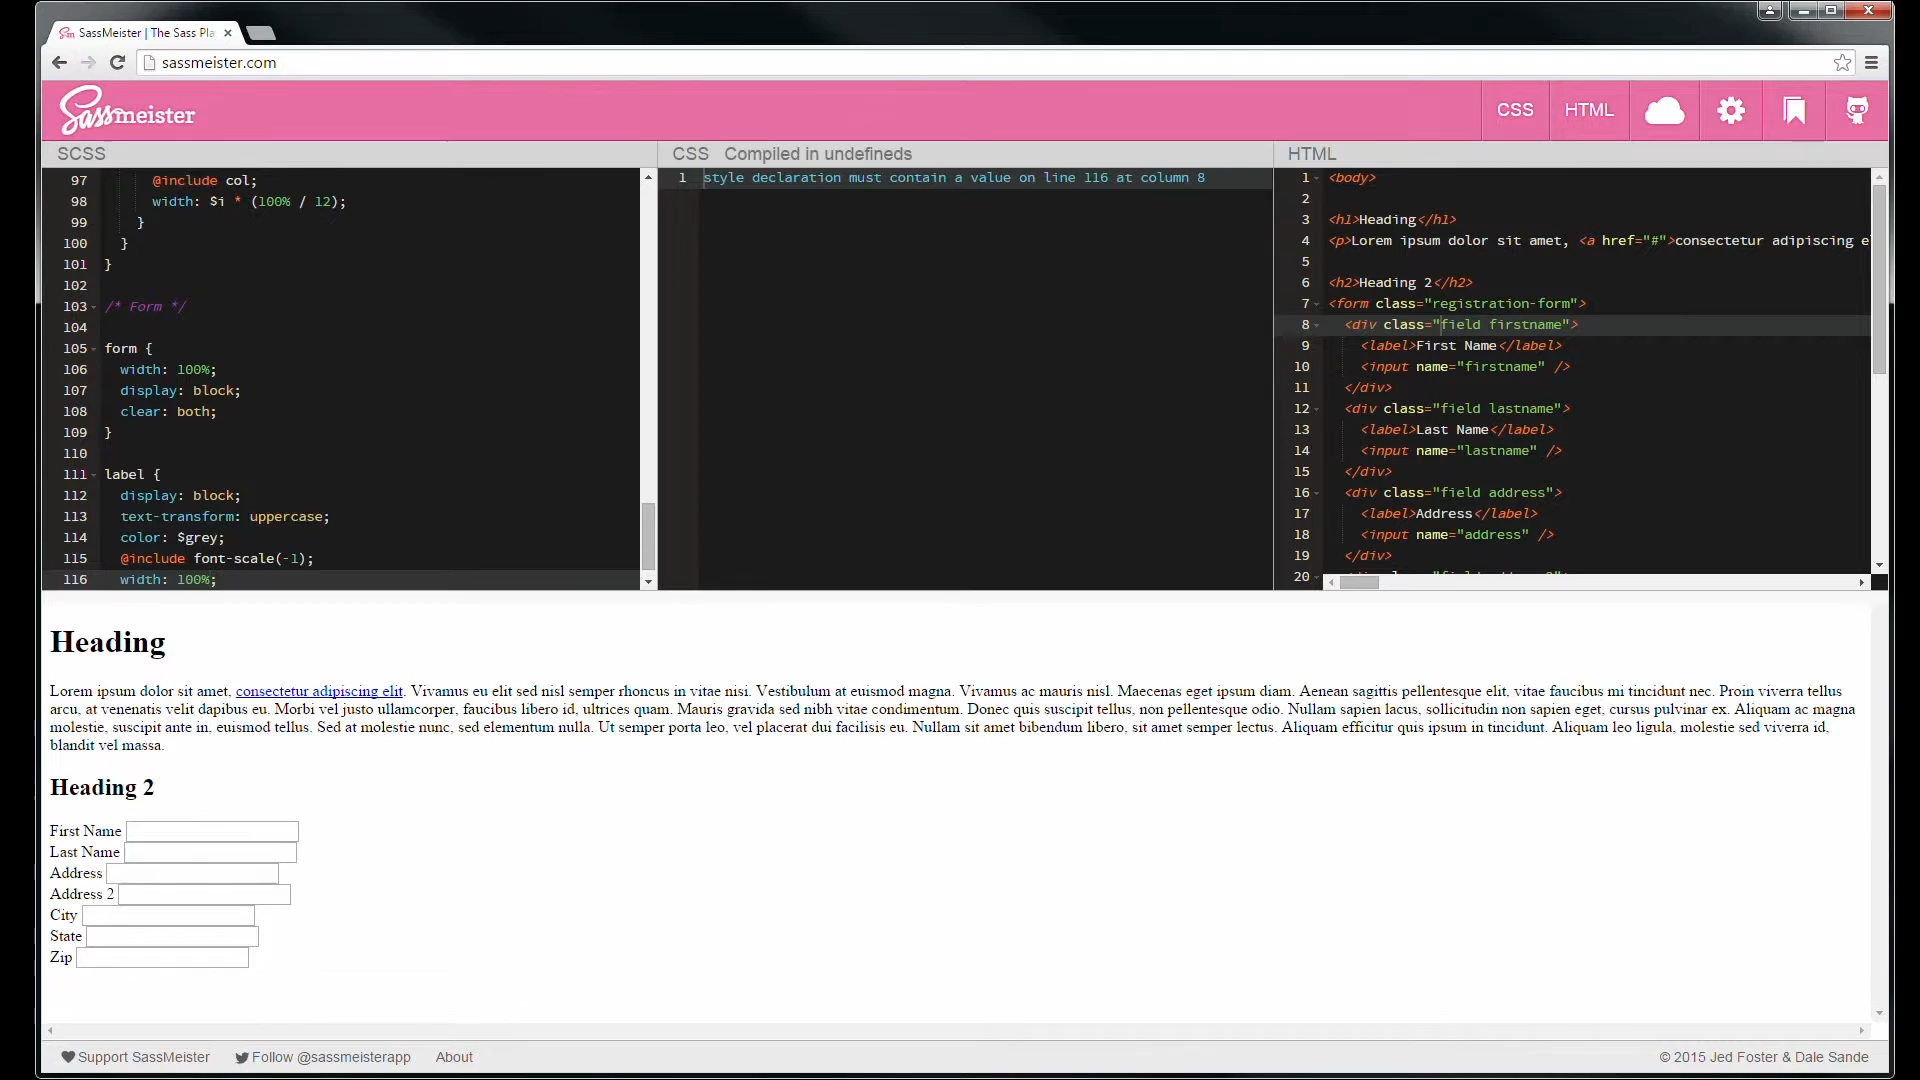 SassMeister | The Sass Pla
sassmeister.com
Sassmeister
CSS
HTML
SCSS
97 @include col;
98 width: $i * (100% / 12);
99 }
100 }
101 }
102
103 /* Form */
104
105 form {
106 width: 100%;
107 display: block;
108 clear: both;
109 }
110
111 label {
112 display: block;
113 text-transform: uppercase;
114 color: $grey;
115 @include font-scale(-1);
116 width: 100%;
CSS Compiled in undefineds
1 style declaration must contain a value on line 116 at column 8
HTML
1 <body>
2
3 <h1>Heading</h1>
4 <p>Lorem ipsum dolor sit amet, <a href="#">consectetur adipiscing e
5
6 <h2>Heading 2</h2>
7 <form class="registration-form">
8 <div class="field firstname">
9 <label>First Name</label>
10 <input name="firstname" />
11 </div>
12 <div class="field lastname">
13 <label>Last Name</label>
14 <input name="lastname" />
15 </div>
16 <div class="field address">
17 <label>Address</label>
18 <input name="address" />
19 </div>
20
Heading
Lorem ipsum dolor sit amet, consectetur adipiscing elit. Vivamus eu elit sed nisl semper rhoncus in vitae nisi. Vestibulum at euismod magna. Vivamus ac mauris nisl. Maecenas eget ipsum diam. Aenean sagittis pellentesque elit, vitae faucibus mi tincidunt nec. Proin viverra tellus
arcu, at venenatis velit dapibus eu. Morbi vel justo ullamcorper, faucibus libero id, ultrices quam. Mauris gravida sed nibh vitae condimentum. Donec quis suscipit tellus, non pellentesque odio. Nullam sapien lacus, sollicitudin non sapien eget, cursus pulvinar ex. Aliquam ac magna
molestie, suscipit ante in, euismod tellus. Sed at molestie nunc, sed elementum nulla. Ut semper porta leo, vel placerat dui facilisis eu. Nullam sit amet bibendum libero, sit amet semper lectus. Aliquam efficitur quis ipsum in tincidunt. Aliquam leo ligula, molestie sed viverra id,
blandit vel massa.
Heading 2
First Name
Last Name
Address
Address 2
City
State
Zip
Support SassMeister
Follow @sassmeisterapp
About
© 2015 Jed Foster & Dale Sande